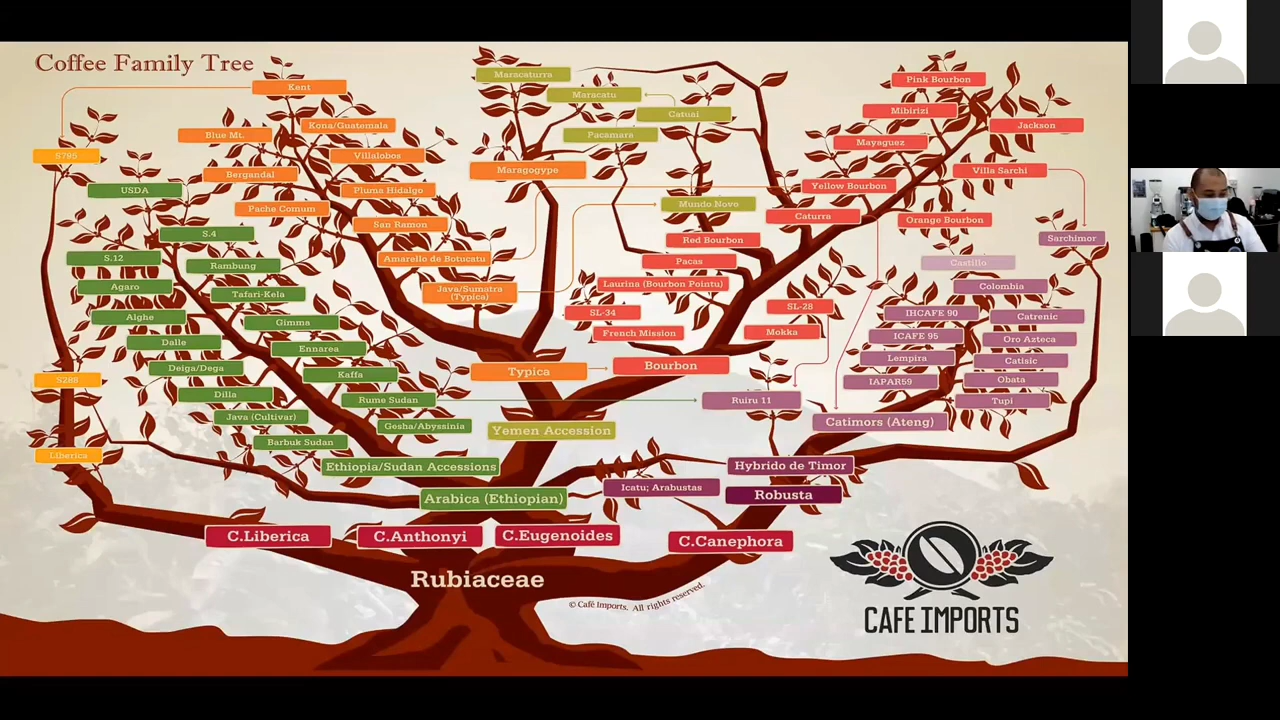 Coffee Family Tree
Kent
Maracaturra
Maracatu
Catuai
Pacamara
Pink Bourbon
Mibirizi
Jackson
Mayaguez
Blue Mt.
Kona/Guatemala
S795
Villalobos
Bergandal
Maragogype
Villa Sarchi
USDA
Pluma Hidalgo
Yellow Bourbon
Pache Comum
Mundo Novo
Caturra
San Ramon
Orange Bourbon
S.4
Red Bourbon
Sarchimor
S.12
Rambung
Amarello de Botucatu
Pacas
Castillo
Agaro
Tafari-Kela
Java/Sumatra
(Typica)
Laurina (Bourbon Pointu)
Colombia
Alghe
Gimma
SL-34
SL-28
IHCAFE 90
Catrenic
Dalle
Ennarea
French Mission
Mokka
ICAFE 95
Oro Azteca
Deiga/Dega
Kaffa
Typica
Bourbon
Lempira
Catisic
S288
Dilla
Rume Sudan
Ruiru 11
IAPAR59
Obata
Tupi
Java (Cultivar)
Gesha/Abyssinia
Yemen Accession
Catimors (Ateng)
Barbuk Sudan
Liberica
Ethiopia/Sudan Accessions
Hybrido de Timor
Arabica (Ethiopian)
Icatu; Arabustas
Robusta
C.Liberica
C.Anthonyi
C.Eugenoides
C.Canephora
Rubiaceae
© Café Imports. All rights reserved.
CAFE IMPORTS